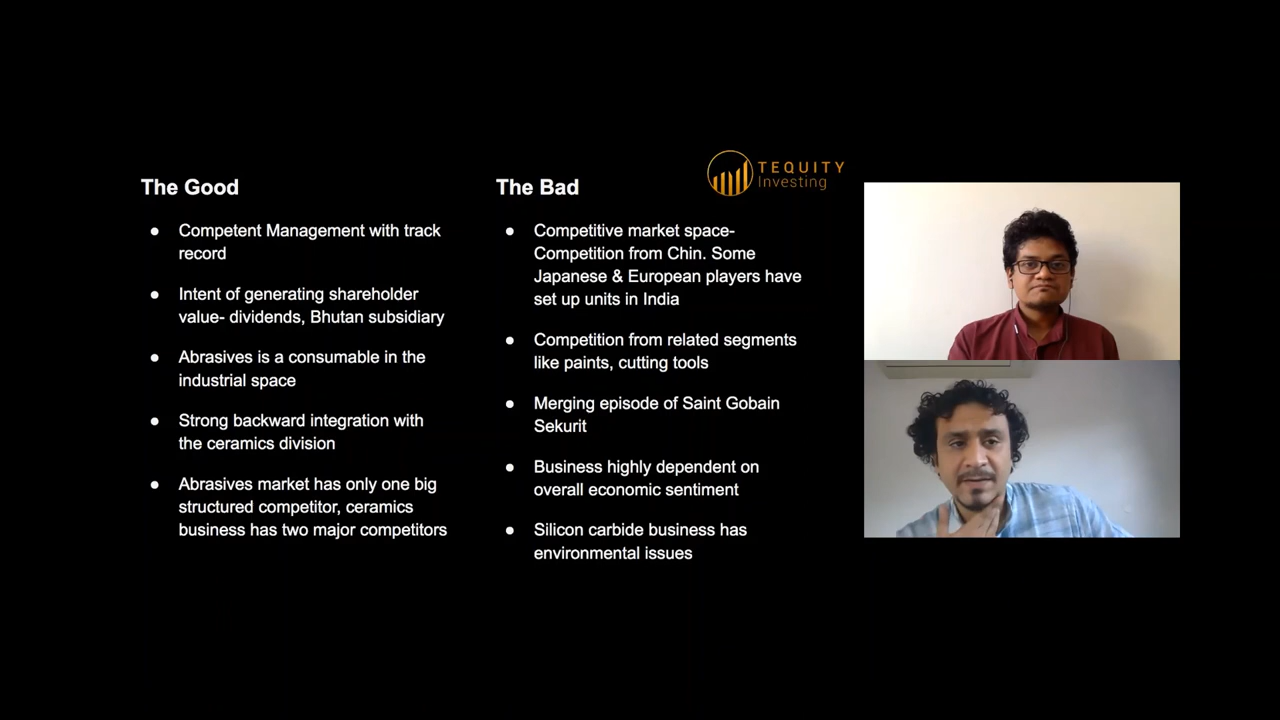 The Good
● Competent Management with track
record
● Intent of generating shareholder
value- dividends, Bhutan subsidiary
● Abrasives is a consumable in the
industrial space
● Strong backward integration with
the ceramics division
● Abrasives market has only one big
structured competitor, ceramics
business has two major competitors
The Bad
● Competitive market space-
Competition from Chin. Some
Japanese & European players have
set up units in India
● Competition from related segments
like paints, cutting tools
● Merging episode of Saint Gobain
Sekurit
● Business highly dependent on
overall economic sentiment
● Silicon carbide business has
environmental issues
TEQUITY
Investing